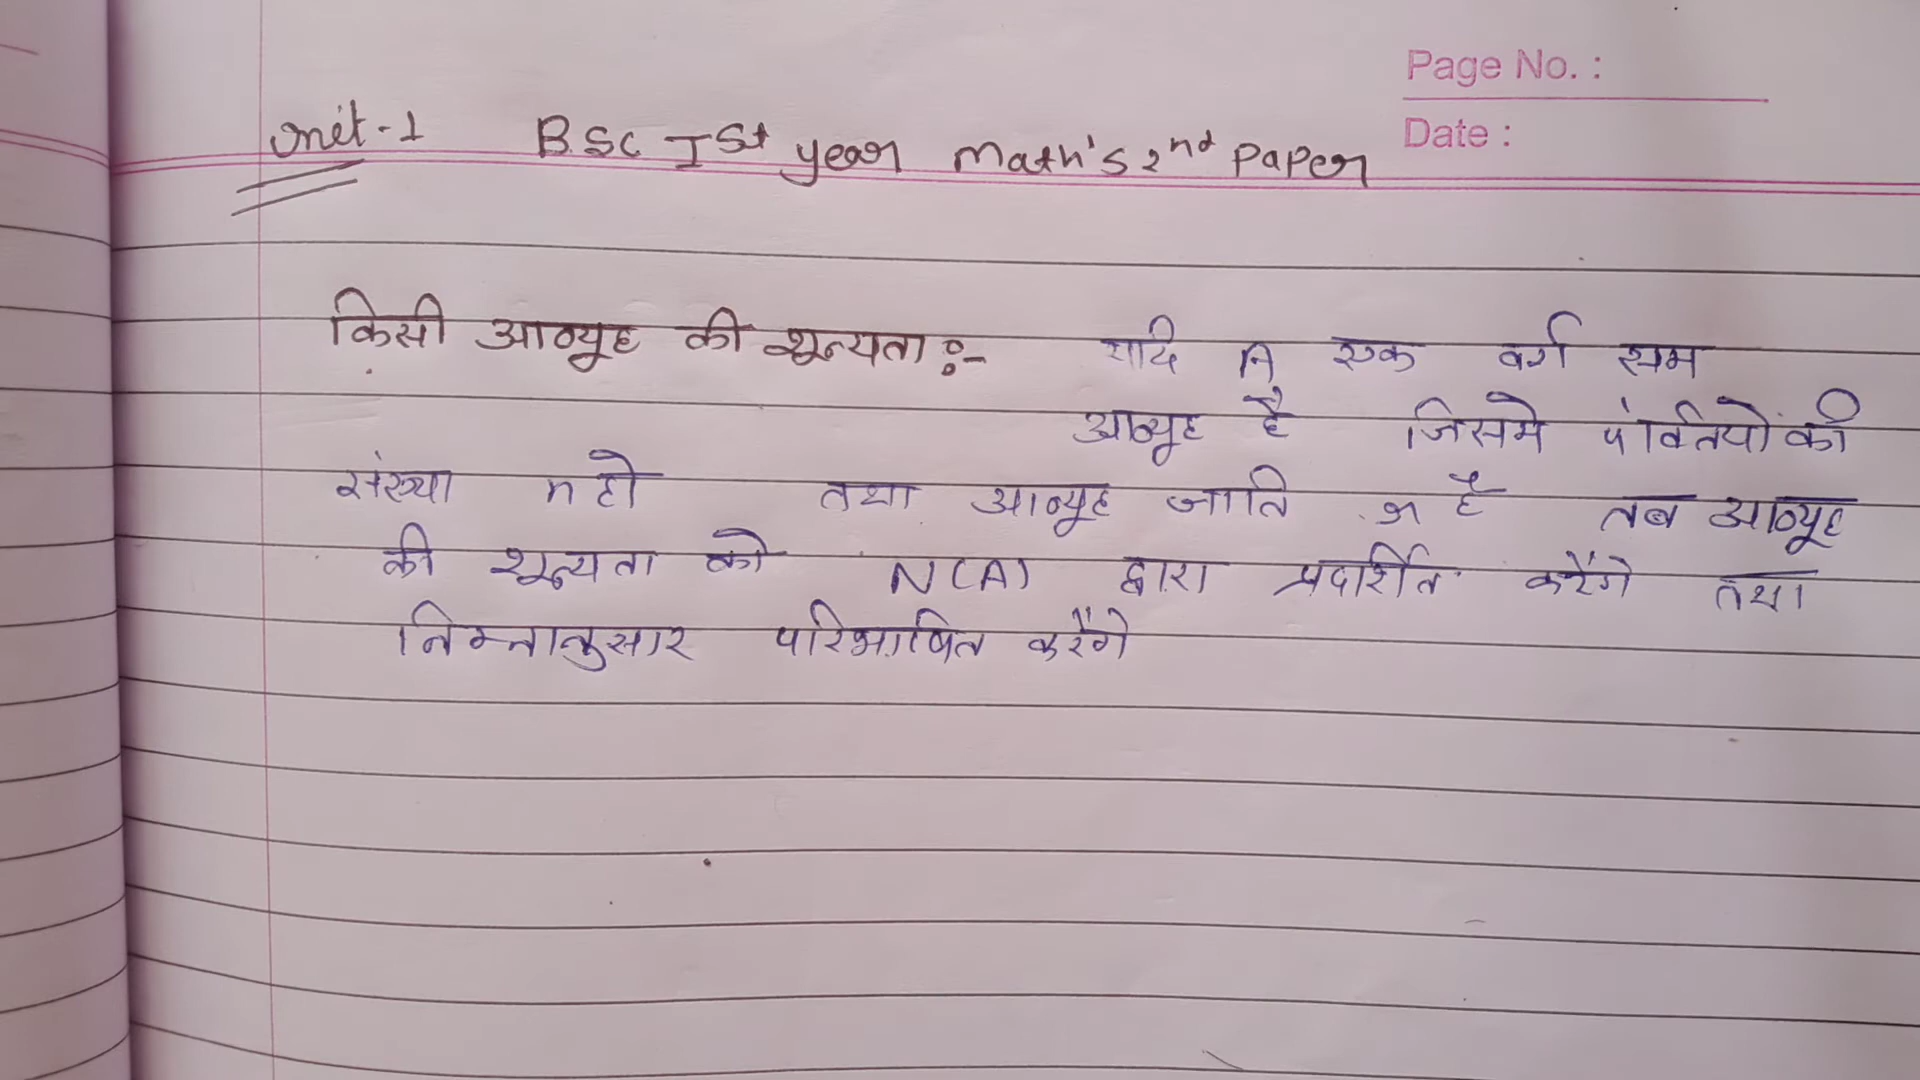 Page No. :
Date :
Unit-1 BSc Ist year Math's 2nd Paper
किसी आव्यूह की शून्यता :- यदि A एक वर्ग सम
आव्यूह है जिसमे पंक्तियों की
संख्या n हो तथा आव्यूह जाति r है तब आव्यूह
की शून्यता को N(A) द्वारा प्रदर्शित करेंगे तथा
निम्नानुसार परिभाषित करेंगे